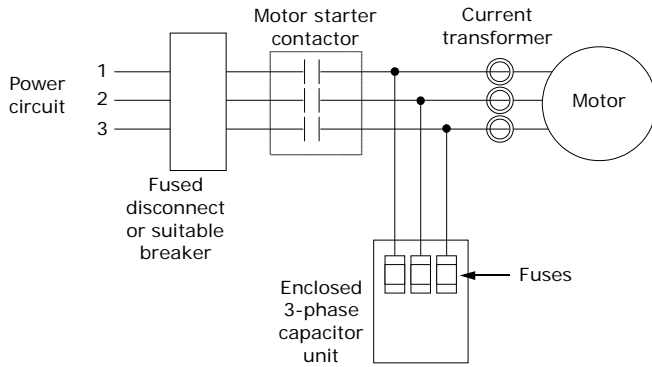 Motor starter
contactor
Current
transformer
Power
circuit
1
2
3
Motor
Fused
disconnect
or suitable
breaker
Enclosed
3-phase
capacitor
unit
Fuses